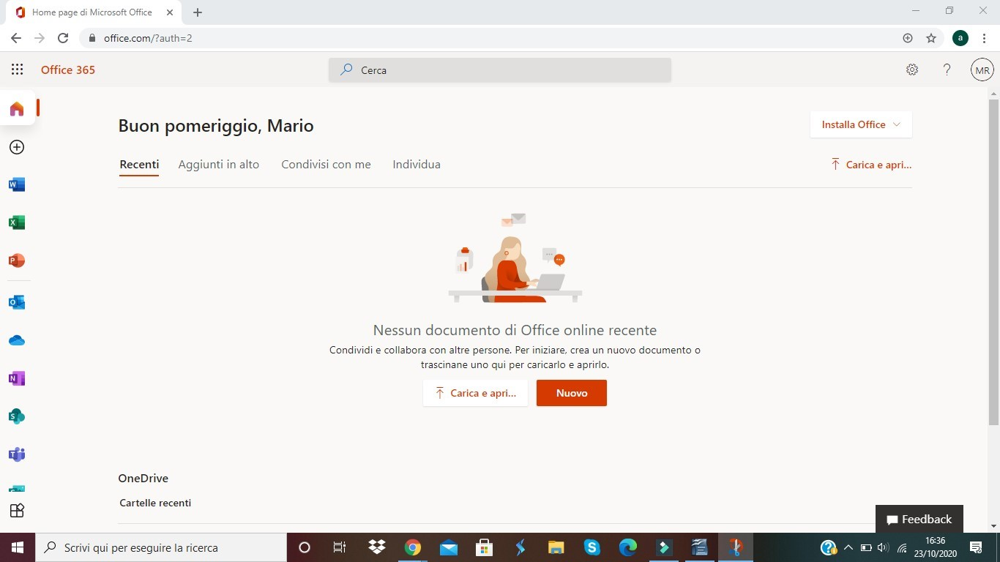 Home page di Microsoft Office
office.com/?auth=2
a
Office 365
Cerca
?
MR
Buon pomeriggio, Mario
Installa Office
Recenti
Aggiunti in alto
Condivisi con me
Individua
Carica e apri...
W
X
P
O
N
S
T
Nessun documento di Office online recente
Condividi e collabora con altre persone. Per iniziare, crea un nuovo documento o
trascinane uno qui per caricarlo e aprirlo.
Carica e apri...
Nuovo
OneDrive
Cartelle recenti
Feedback
Scrivi qui per eseguire la ricerca
S
?
16:36
23/10/2020